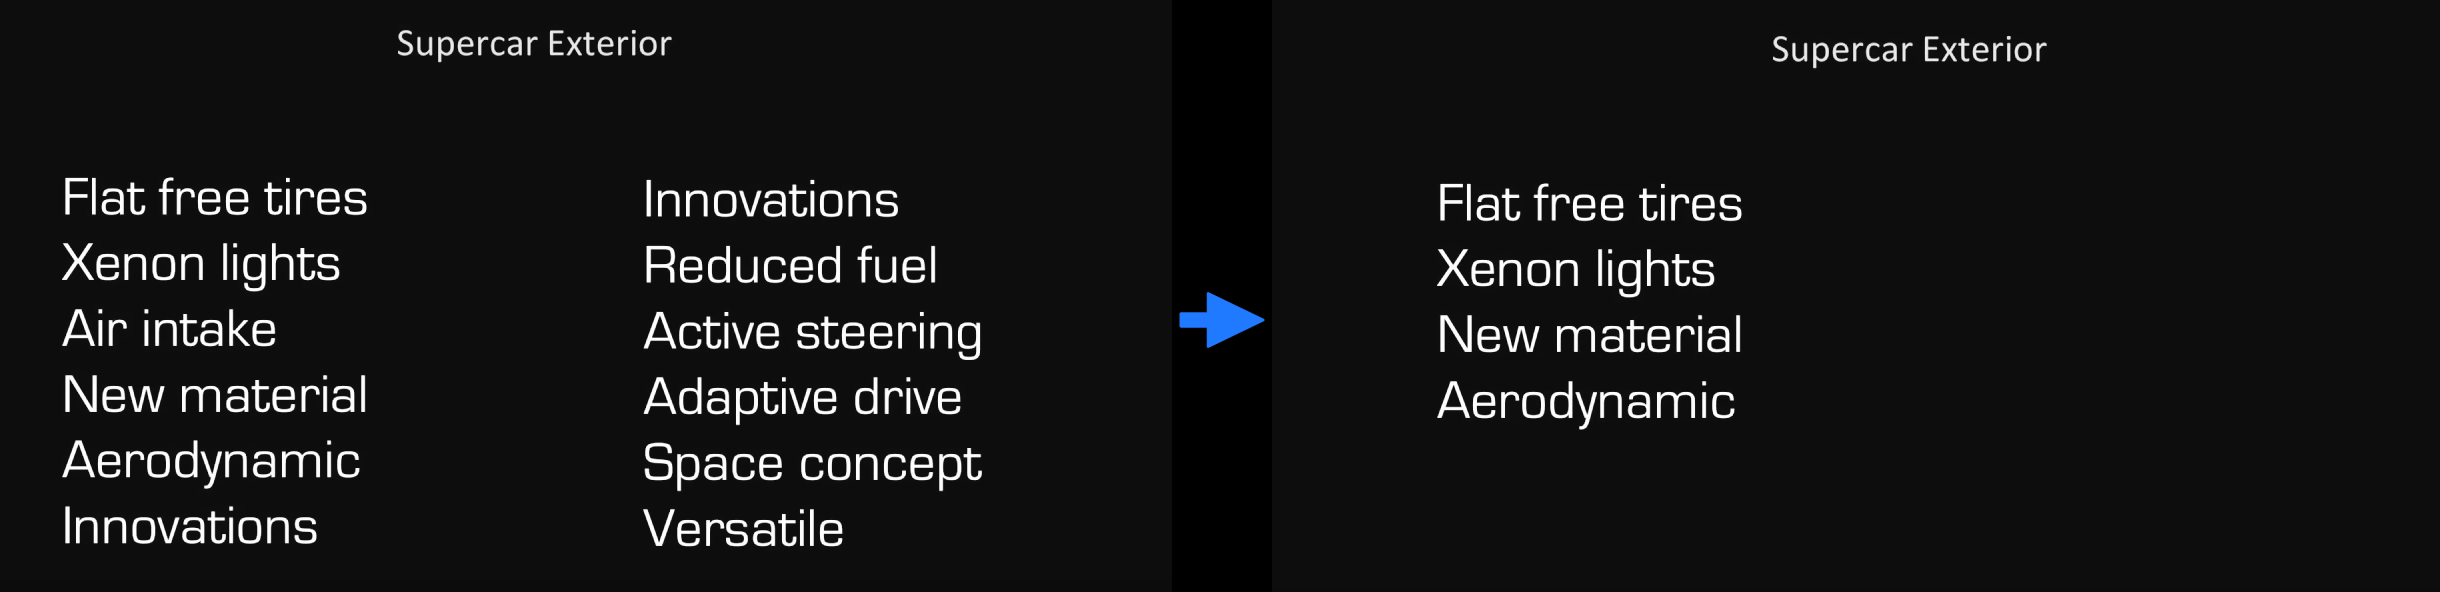 Supercar Exterior
Flat free tires
Xenon lights
Air intake
New material
Aerodynamic
Innovations
Innovations
Reduced fuel
Active steering
Adaptive drive
Space concept
Versatile
Supercar Exterior
Flat free tires
Xenon lights
New material
Aerodynamic